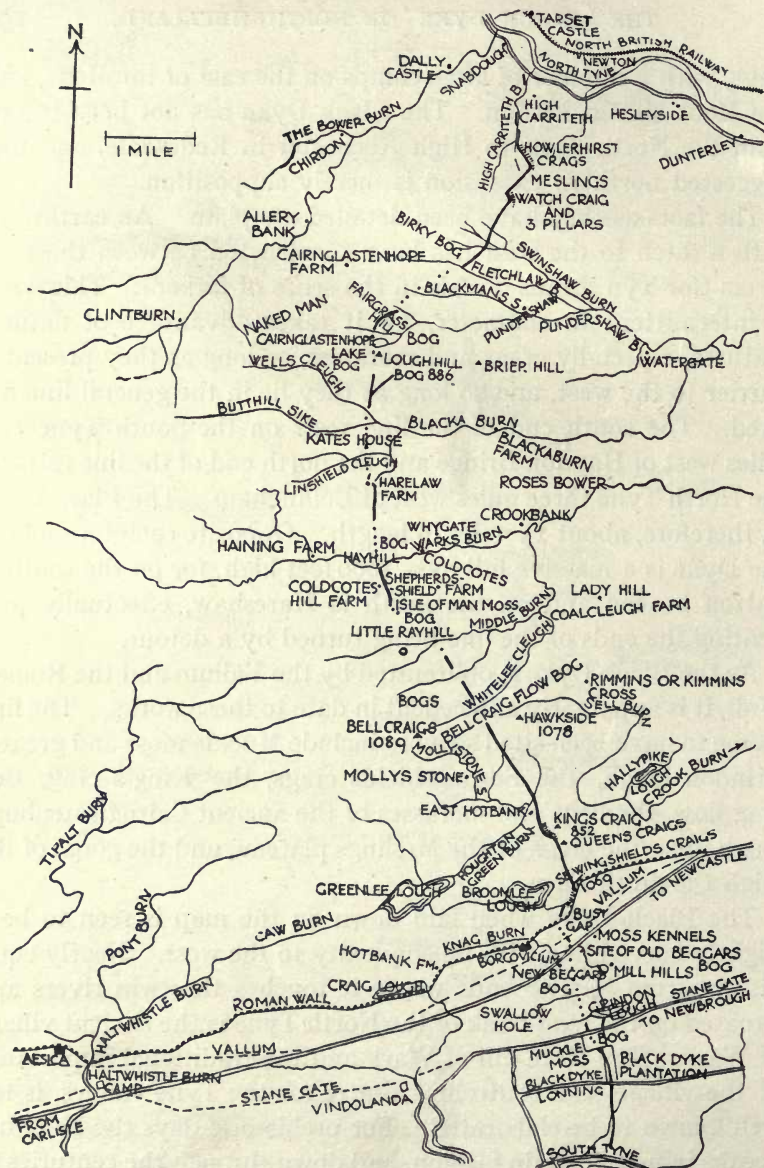 N
1 MILE
TARSET
CASTLE
NORTH BRITISH RAILWAY
NEWTON
NORTH TYNE
DALLY
CASTLE
SNABDOUGH
HIGH CARRITETH B
HIGH
CARRITETH
HESLEYSIDE
DUNTERLEY
THE BOWER BURN
CHIRDON
HOWLERHIRST
CRAGS
MESLINGS
WATCH CRAIG
AND
3 PILLARS
ALLERY
BANK
BIRKY BOG
CAIRNGLASTENHOPE
FARM
SWINSHAW BURN
FLETCHLAW B
BLACKMANS S
PUNDERSHAW
PUNDERSHAW B
CLINTBURN
NAKED MAN
FAIRCRASS
HILL
BOG
CAIRNGLASTENHOPE
LAKE
BOG
WELLS CLEUGH
LOUGH HILL
BOG 886
BRIER HILL
WATERGATE
BUTTHILL SIKE
BLACKA BURN
BLACKABURN
FARM
KATES HOUSE
LINSHIELD CLEUGH
HARELAW
FARM
ROSES BOWER
CROOKBANK
WHYGATE
BOG
WARKS BURN
HAINING FARM
HAYHILL
COLDCOTES
COLDCOTES
HILL FARM
SHEPHERDS-
SHIELD FARM
ISLE OF MAN MOSS
BOG
LADY HILL
COALCLEUGH FARM
LITTLE RAYHILL
MIDDLE BURN
WHITELEE CLEUGH
BOGS
BELLCRAIG FLOW BOG
RIMMINS OR KIMMINS
CROSS
WELL BURN
HAWKSIDE
1078
BELLCRAIGS
1089
MOLLYSTONE S
MOLLYS STONE
HALLYPIKE
LOUGH
CROOK BURN
EAST HOTBANK
KINGS CRAIG
852
QUEENS CRAIGS
TIPALT BURN
HOUGHTON
GREEN BURN
SEWINGSHIELDS CRAIGS
1069
VALLUM
TO NEWCASTLE
GREENLEE LOUGH
BROOMLEE
LOUGH
BUSY
GAP
PONT BURN
CAW BURN
KNAG BURN
HOTBANK FM.
BORCOVICIUM
MOSS KENNELS
SITE OF OLD BEGGARS
NEW BEGGARS
BOG
MILL HILLS
BOG
CRAIG LOUGH
GRINDON
LOUGH
STANE GATE
TO NEWBROUGH
ROMAN WALL
SWALLOW
HOLE
HALTWHISTLE BURN
VALLUM
AESICA
MUCKLE
MOSS
BOG
BLACK DYKE
PLANTATION
BLACK DYKE
LONNING
HALTWHISTLE BURN
CAMP
STANE GATE
VINDOLANDA
FROM
CARLISLE
SOUTH TYNE